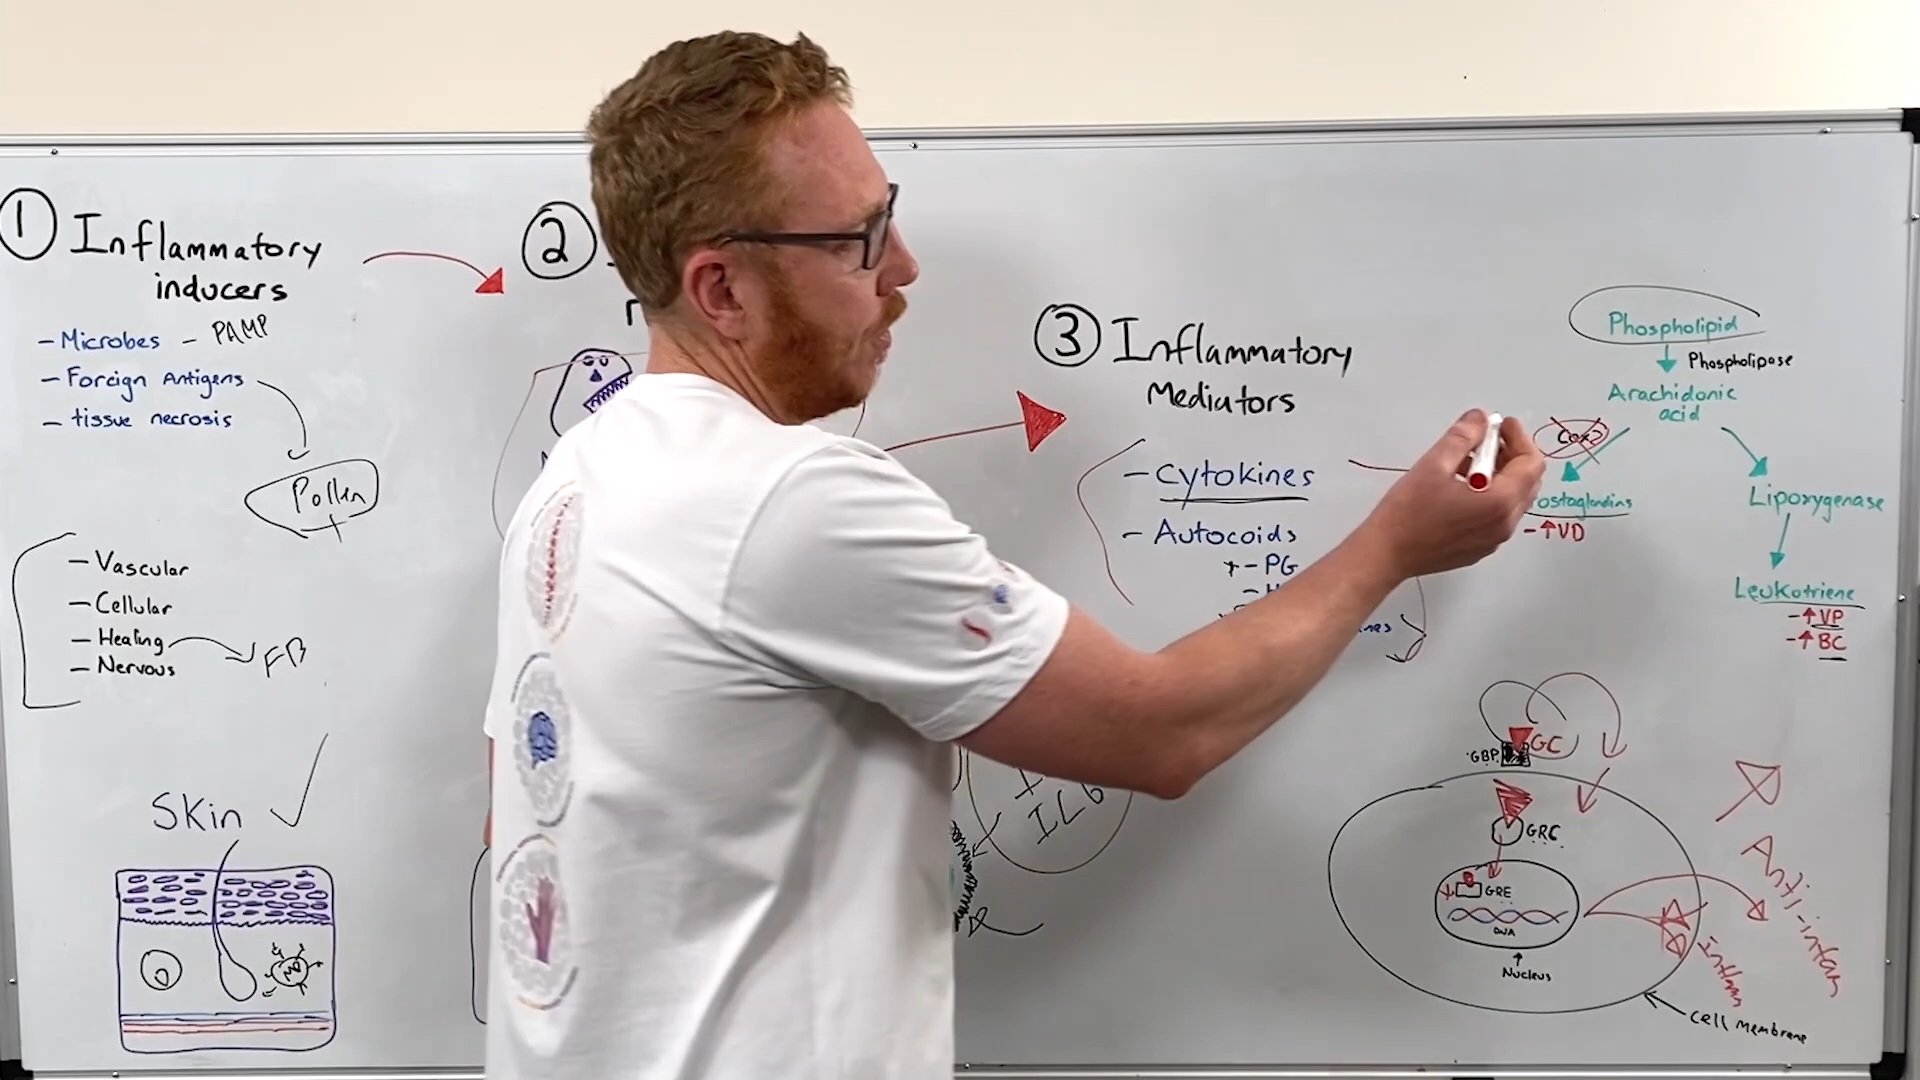 1 Inflammatory
inducers
- Microbes - PAMP
- Foreign Antigens
- tissue necrosis
Pollen
- Vascular
- Cellular
- Healing
FB
- Nervous
Skin
MØ
2
3 Inflammatory
Mediators
- Cytokines
- Autocoids
- PG
IL6
Phospholipid
Phospholipase
Arachidonic
acid
Cox2
- ↑VD
Lipoxygenase
Leukotriene
- ↑VP
- ↑BC
GBP
GC
GRC
GRE
DNA
Nucleus
Cell membrane
Inflam
Anti-inflam